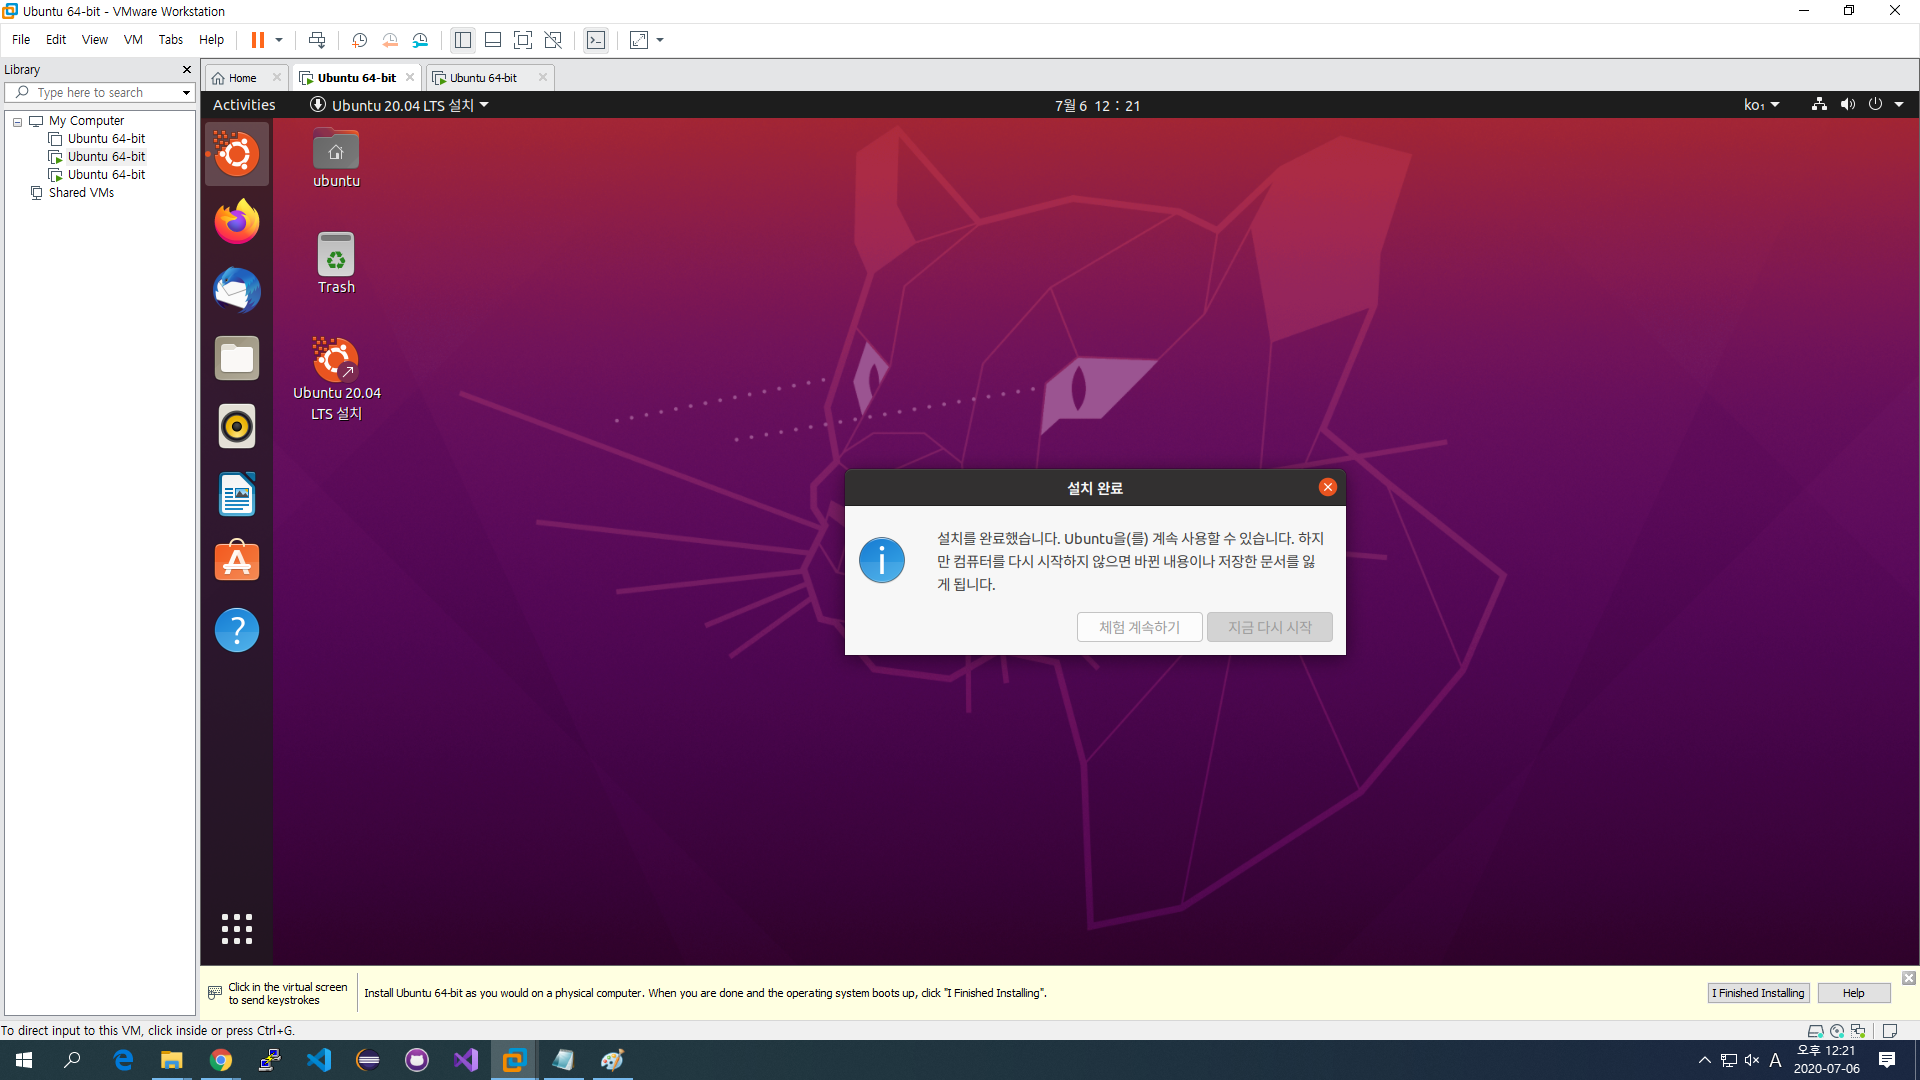 Ubuntu 64-bit - VMware Workstation
File Edit View VM Tabs Help
Library
Type here to search
My Computer
Ubuntu 64-bit
Ubuntu 64-bit
Ubuntu 64-bit
Shared VMs
Home
Ubuntu 64-bit
Ubuntu 64-bit
Activities
Ubuntu 20.04 LTS 설치
7월 6 12 : 21
ko₁
ubuntu
Trash
Ubuntu 20.04
LTS 설치
설치 완료
설치를 완료했습니다. Ubuntu을(를) 계속 사용할 수 있습니다. 하지
만 컴퓨터를 다시 시작하지 않으면 바뀐 내용이나 저장한 문서를 잃
게 됩니다.
체험 계속하기
지금 다시 시작
Click in the virtual screen
to send keystrokes
Install Ubuntu 64-bit as you would on a physical computer. When you are done and the operating system boots up, click "I Finished Installing".
I Finished Installing
Help
To direct input to this VM, click inside or press Ctrl+G.
A
오후 12:21
2020-07-06